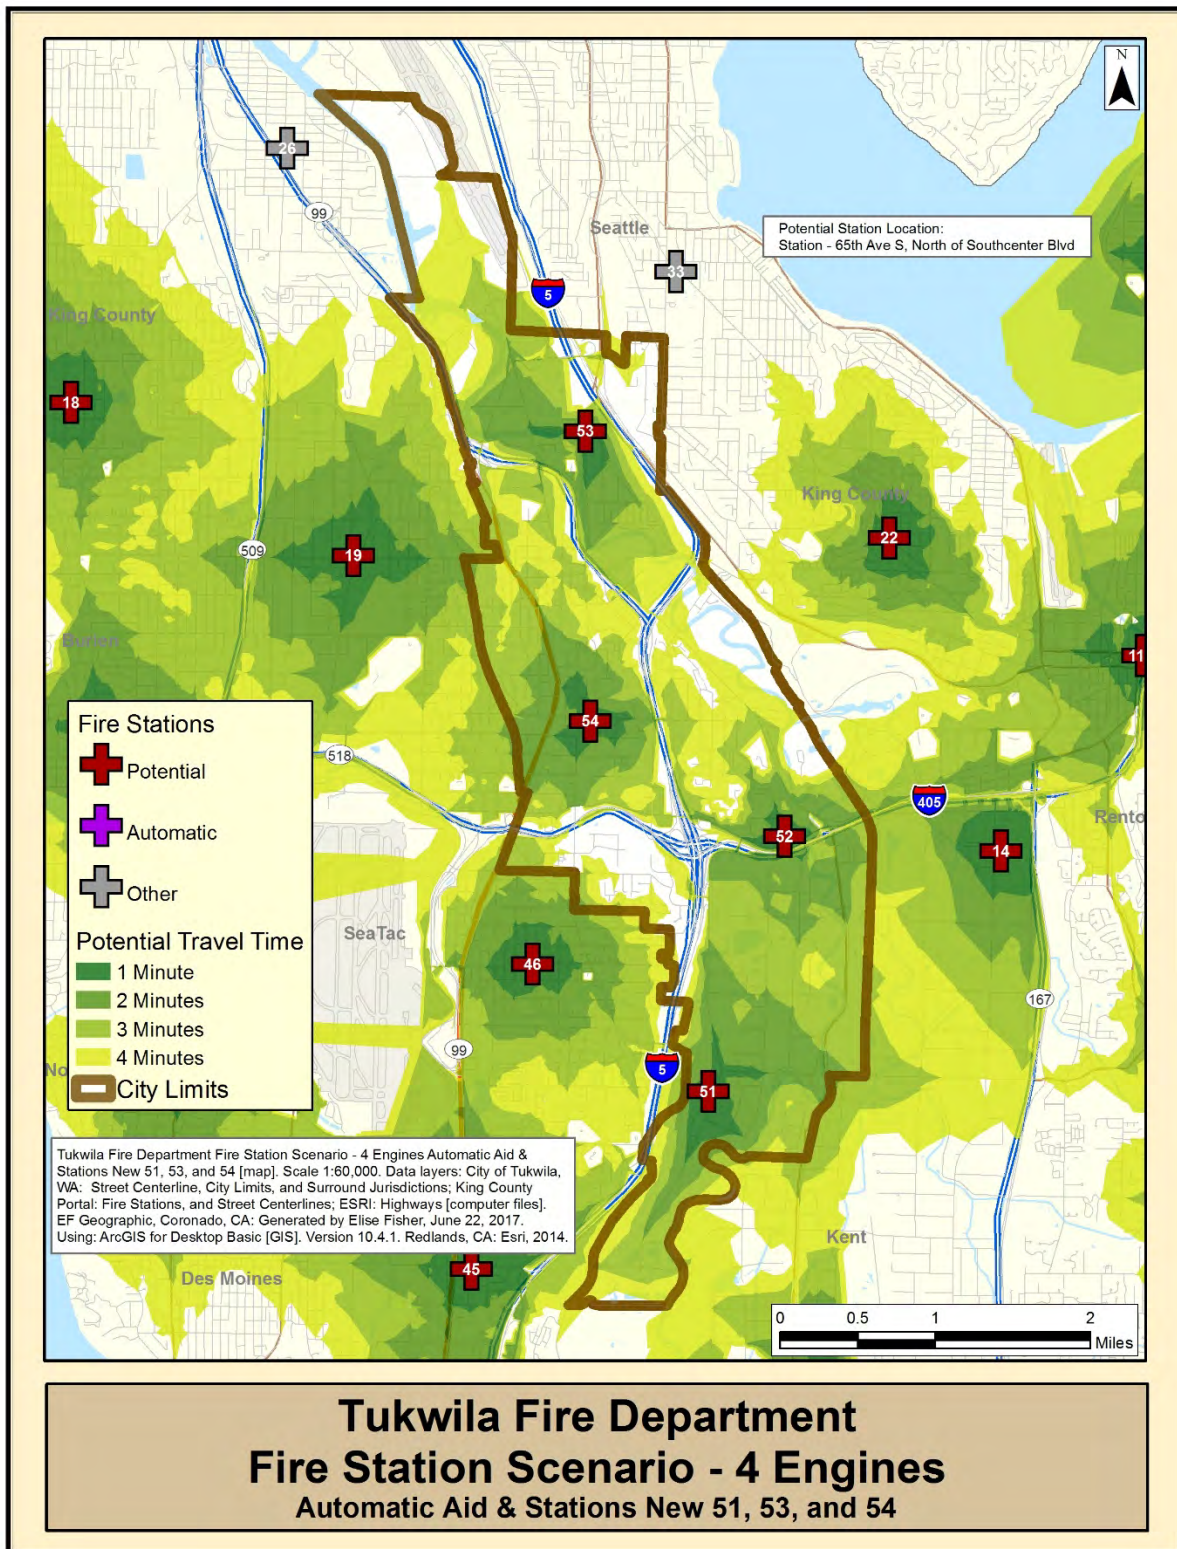 N
26
99
Seattle
33
Potential Station Location:
Station - 65th Ave S, North of Southcenter Blvd
5
King County
18
53
King County
22
19
509
Burien
11
54
Fire Stations
Potential
Automatic
Other
Potential Travel Time
1 Minute
2 Minutes
3 Minutes
4 Minutes
City Limits
518
405
Rento
52
14
SeaTac
46
167
99
No
5
51
Tukwila Fire Department Fire Station Scenario - 4 Engines Automatic Aid &
Stations New 51, 53, and 54 [map]. Scale 1:60,000. Data layers: City of Tukwila,
WA: Street Centerline, City Limits, and Surround Jurisdictions; King County
Portal: Fire Stations, and Street Centerlines; ESRI: Highways [computer files].
EF Geographic, Coronado, CA: Generated by Elise Fisher, June 22, 2017.
Using: ArcGIS for Desktop Basic [GIS]. Version 10.4.1. Redlands, CA: Esri, 2014.
Kent
45
Des Moines
0 0.5 1 2
Miles
Tukwila Fire Department
Fire Station Scenario - 4 Engines
Automatic Aid & Stations New 51, 53, and 54